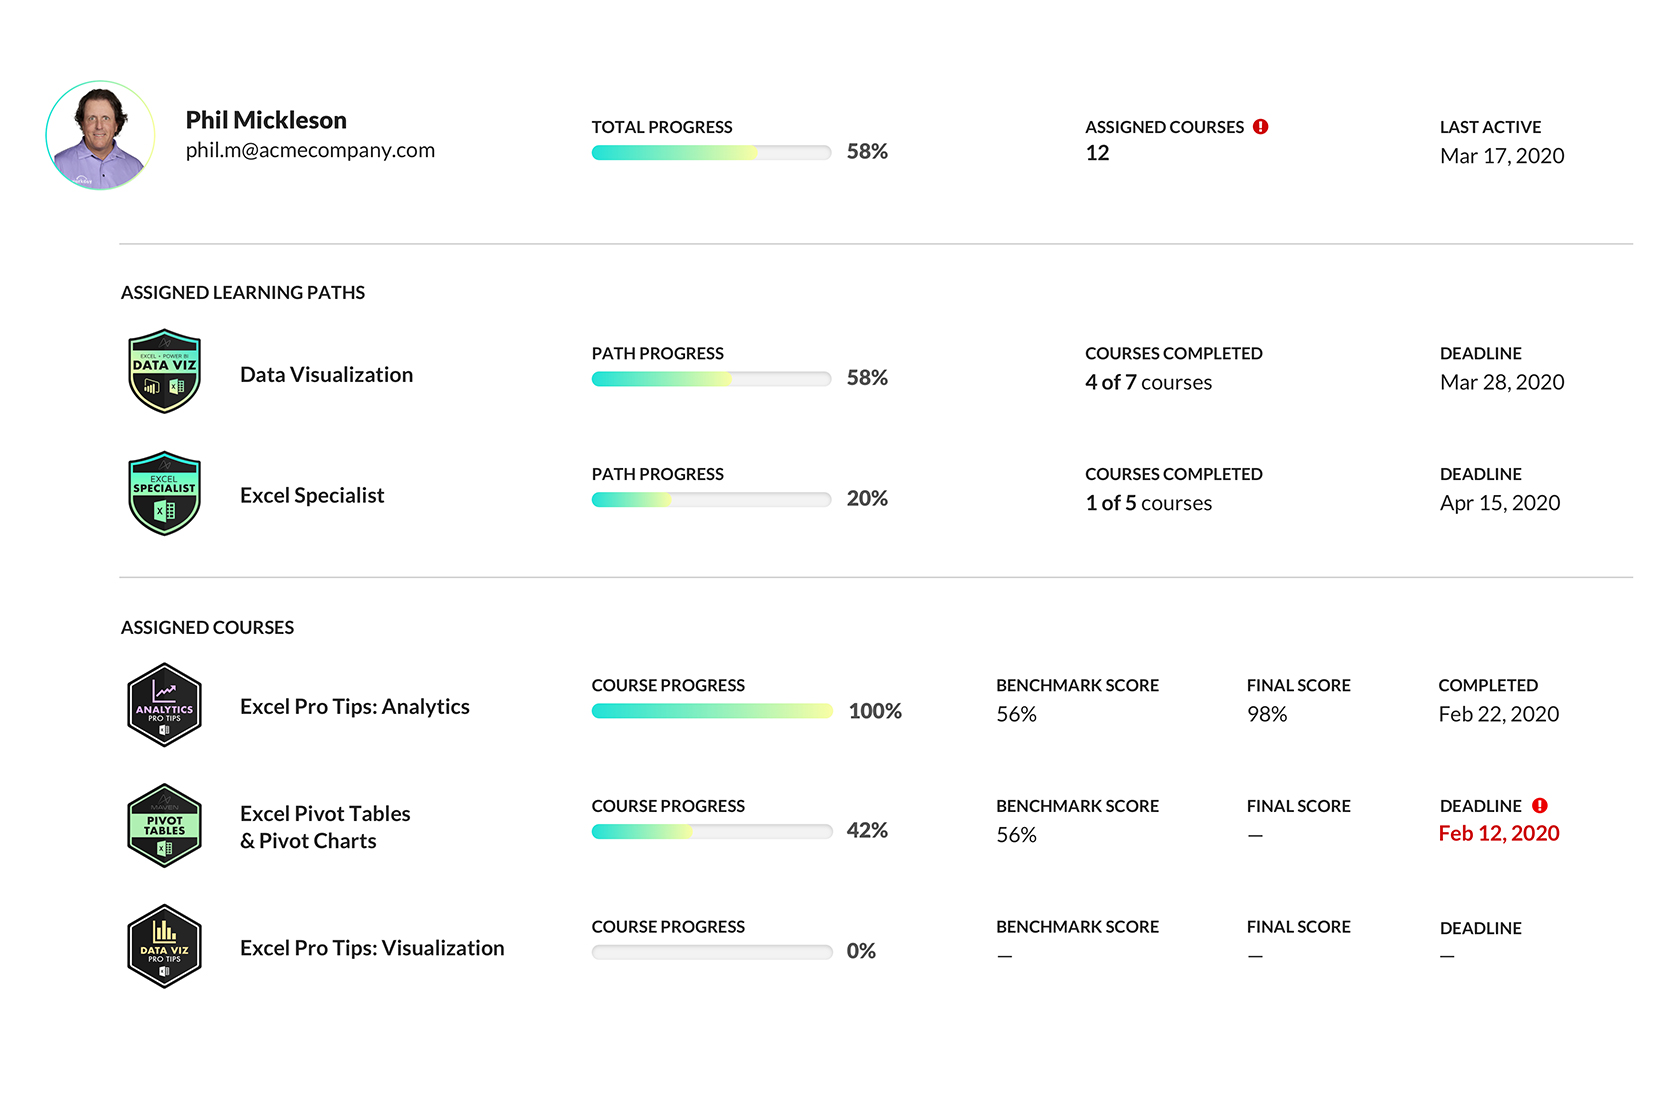 Phil Mickleson
phil.m@acmecompany.com
TOTAL PROGRESS
58%
ASSIGNED COURSES
12
LAST ACTIVE
Mar 17, 2020
ASSIGNED LEARNING PATHS
EXCEL + POWER BI
DATA VIZ
Data Visualization
PATH PROGRESS
58%
COURSES COMPLETED
4 of 7 courses
DEADLINE
Mar 28, 2020
EXCEL
SPECIALIST
Excel Specialist
PATH PROGRESS
20%
COURSES COMPLETED
1 of 5 courses
DEADLINE
Apr 15, 2020
ASSIGNED COURSES
ANALYTICS
PRO TIPS
Excel Pro Tips: Analytics
COURSE PROGRESS
100%
BENCHMARK SCORE
56%
FINAL SCORE
98%
COMPLETED
Feb 22, 2020
MAVEN
PIVOT
TABLES
Excel Pivot Tables
& Pivot Charts
COURSE PROGRESS
42%
BENCHMARK SCORE
56%
FINAL SCORE
—
DEADLINE
Feb 12, 2020
DATA VIZ
PRO TIPS
Excel Pro Tips: Visualization
COURSE PROGRESS
0%
BENCHMARK SCORE
—
FINAL SCORE
—
DEADLINE
—